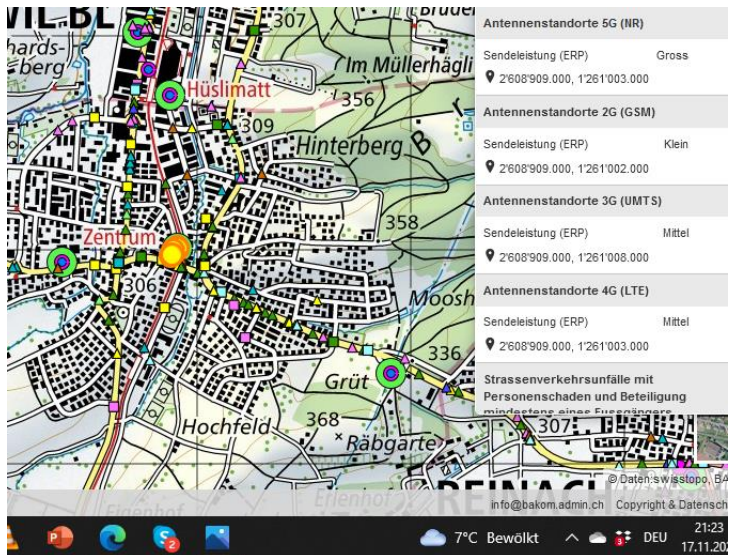 WIL.BL
307
Bruder
hards-
berg
Im Müllerhägli
Hüslimatt
356
309
Hinterberg
B
r
358
Zentrum
306
Moosh
336
Grüt
368
Hochfeld
Räbgarte
307
Eigenhof
Erlenhof
REINACH
Antennenstandorte 5G (NR)
Sendeleistung (ERP) Gross
2'608'909.000, 1'261'003.000
Antennenstandorte 2G (GSM)
Sendeleistung (ERP) Klein
2'608'909.000, 1'261'002.000
Antennenstandorte 3G (UMTS)
Sendeleistung (ERP) Mittel
2'608'909.000, 1'261'008.000
Antennenstandorte 4G (LTE)
Sendeleistung (ERP) Mittel
2'608'909.000, 1'261'003.000
Strassenverkehrsunfälle mit
Personenschaden und Beteiligung
mindestens eines Fussgängers
© Daten:swisstopo, BA
info@bakom.admin.ch Copyright & Datensch
7°C Bewölkt DEU 21:23
17.11.202